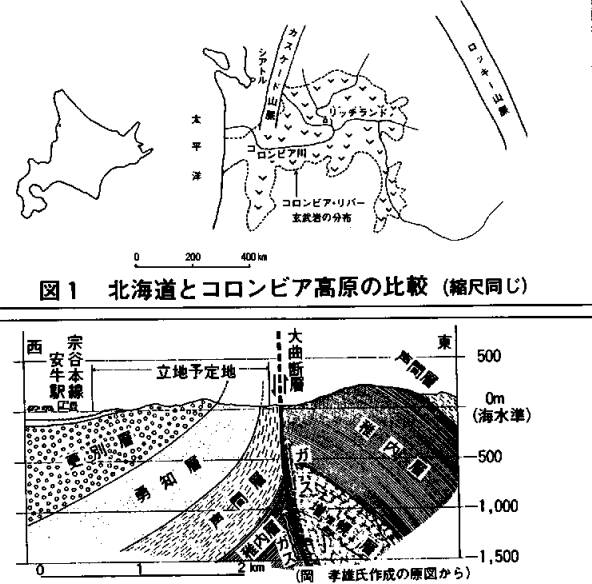 カスケード山脈
シアトル
ロッキー山脈
太平洋
リッチランド
コロンビア川
コロンビア・リバー
玄武岩の分布
0 200 400 km
図1 北海道とコロンビア高原の比較 (縮尺同じ)
西
宗谷本線
安牛駅
立地予定地
大曲断層
東
声問層
500
0m
(海水準)
-500
-1,000
-1,500
更別層
勇知層
声問層
稚内層
ガス
稚内層
ガス
0 1 2 km
(岡 孝雄氏作成の原図から)